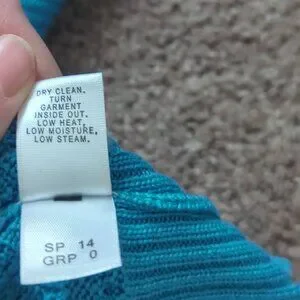 DRY CLEAN.
TURN
GARMENT
INSIDE OUT.
LOW HEAT,
LOW MOISTURE,
LOW STEAM.
SP 14
GRP 0